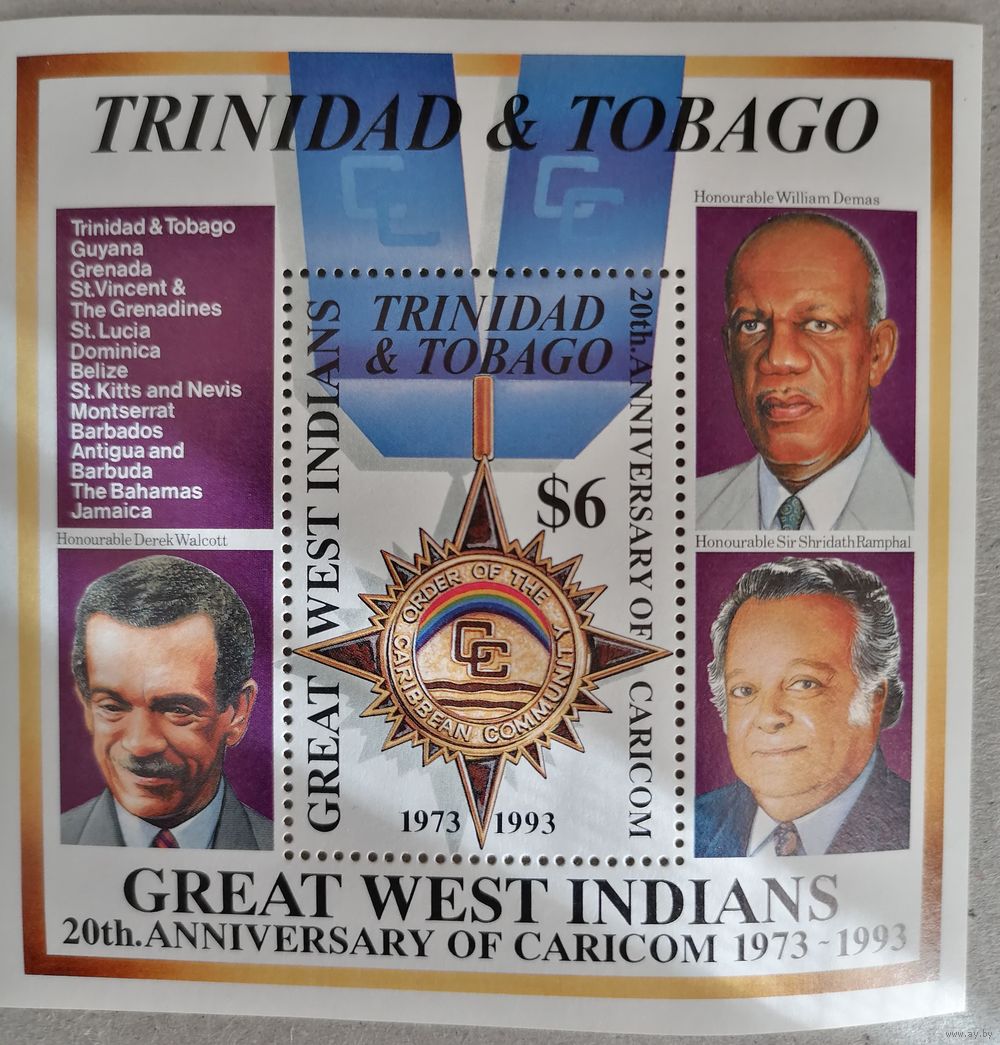 TRINIDAD & TOBAGO
Trinidad & Tobago
Guyana
Grenada
St.Vincent &
The Grenadines
St.Lucia
Dominica
Belize
St.Kitts and Nevis
Montserrat
Barbados
Antigua and
Barbuda
The Bahamas
Jamaica
Honourable Derek Walcott
GREAT WEST INDIANS
TRINIDAD
& TOBAGO
$6
ORDER OF THE
CARIBBEAN COMMUNITY
CC
1973 1993
20th.ANNIVERSARY OF CARICOM
Honourable William Demas
Honourable Sir Shridath Ramphal
GREAT WEST INDIANS
20th.ANNIVERSARY OF CARICOM 1973 - 1993
www.ay.by